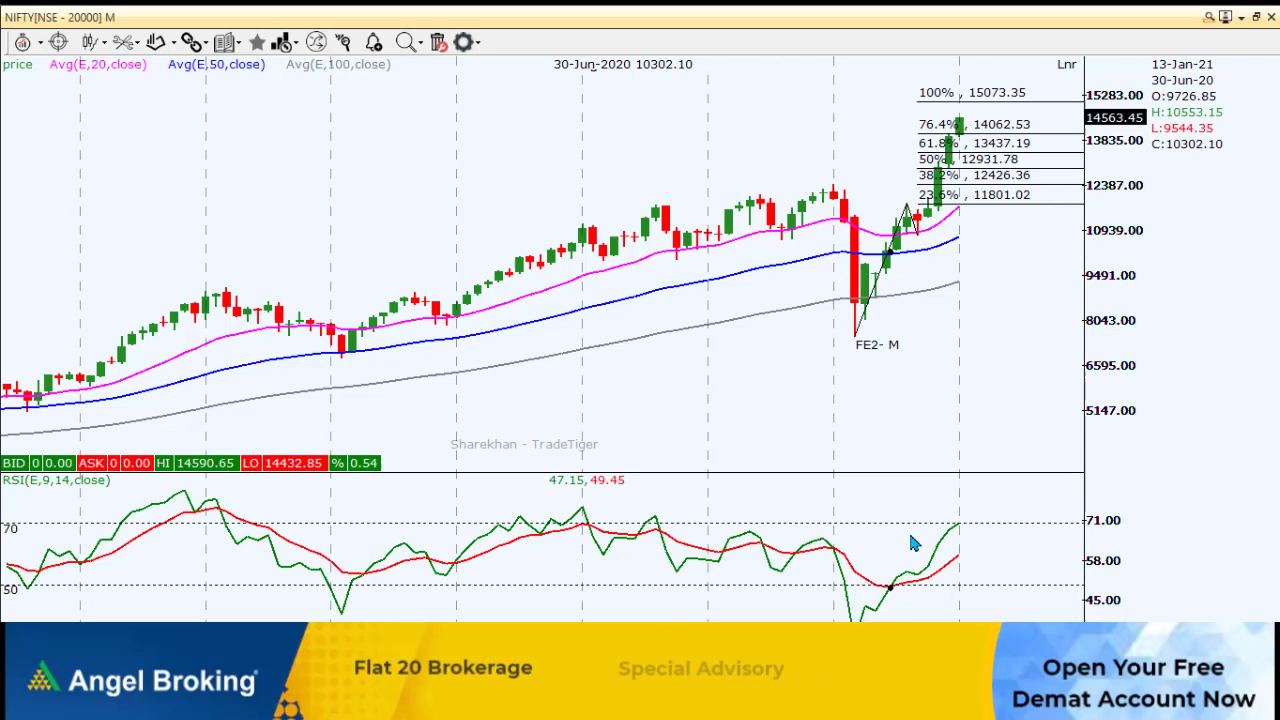 NIFTY[NSE - 20000] M
price Avg(E,20,close) Avg(E,50,close) Avg(E,100,close) 30-Jun-2020 10302.10 Lnr 13-Jan-21
30-Jun-20
O:9726.85
H:10553.15
L:9544.35
C:10302.10
100% , 15073.35
76.4% , 14062.53
61.8% , 13437.19
50% , 12931.78
38.2% , 12426.36
23.6% , 11801.02
15283.00
14563.45
13835.00
12387.00
10939.00
9491.00
8043.00
6595.00
5147.00
FE2- M
Sharekhan - TradeTiger
BID 0 0.00 ASK 0 0.00 HI 14590.65 LO 14432.85 % 0.54
RSI(E,9,14,close) 47.15,49.45
70
50
71.00
58.00
45.00
Angel Broking
Flat 20 Brokerage
Special Advisory
Open Your Free
Demat Account Now